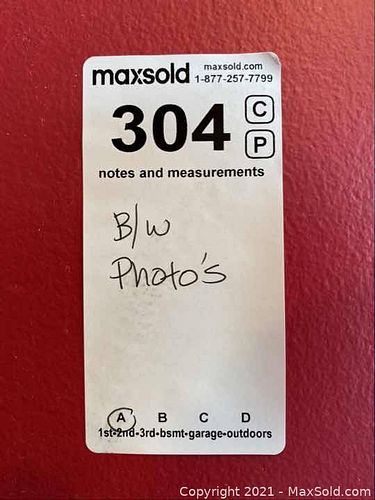 maxsold maxsold.com
1-877-257-7799
304 C
P
notes and measurements
B/W
Photo's
A B C D
1st-2nd-3rd-bsmt-garage-outdoors
Copyright © 2021 - MaxSold.com